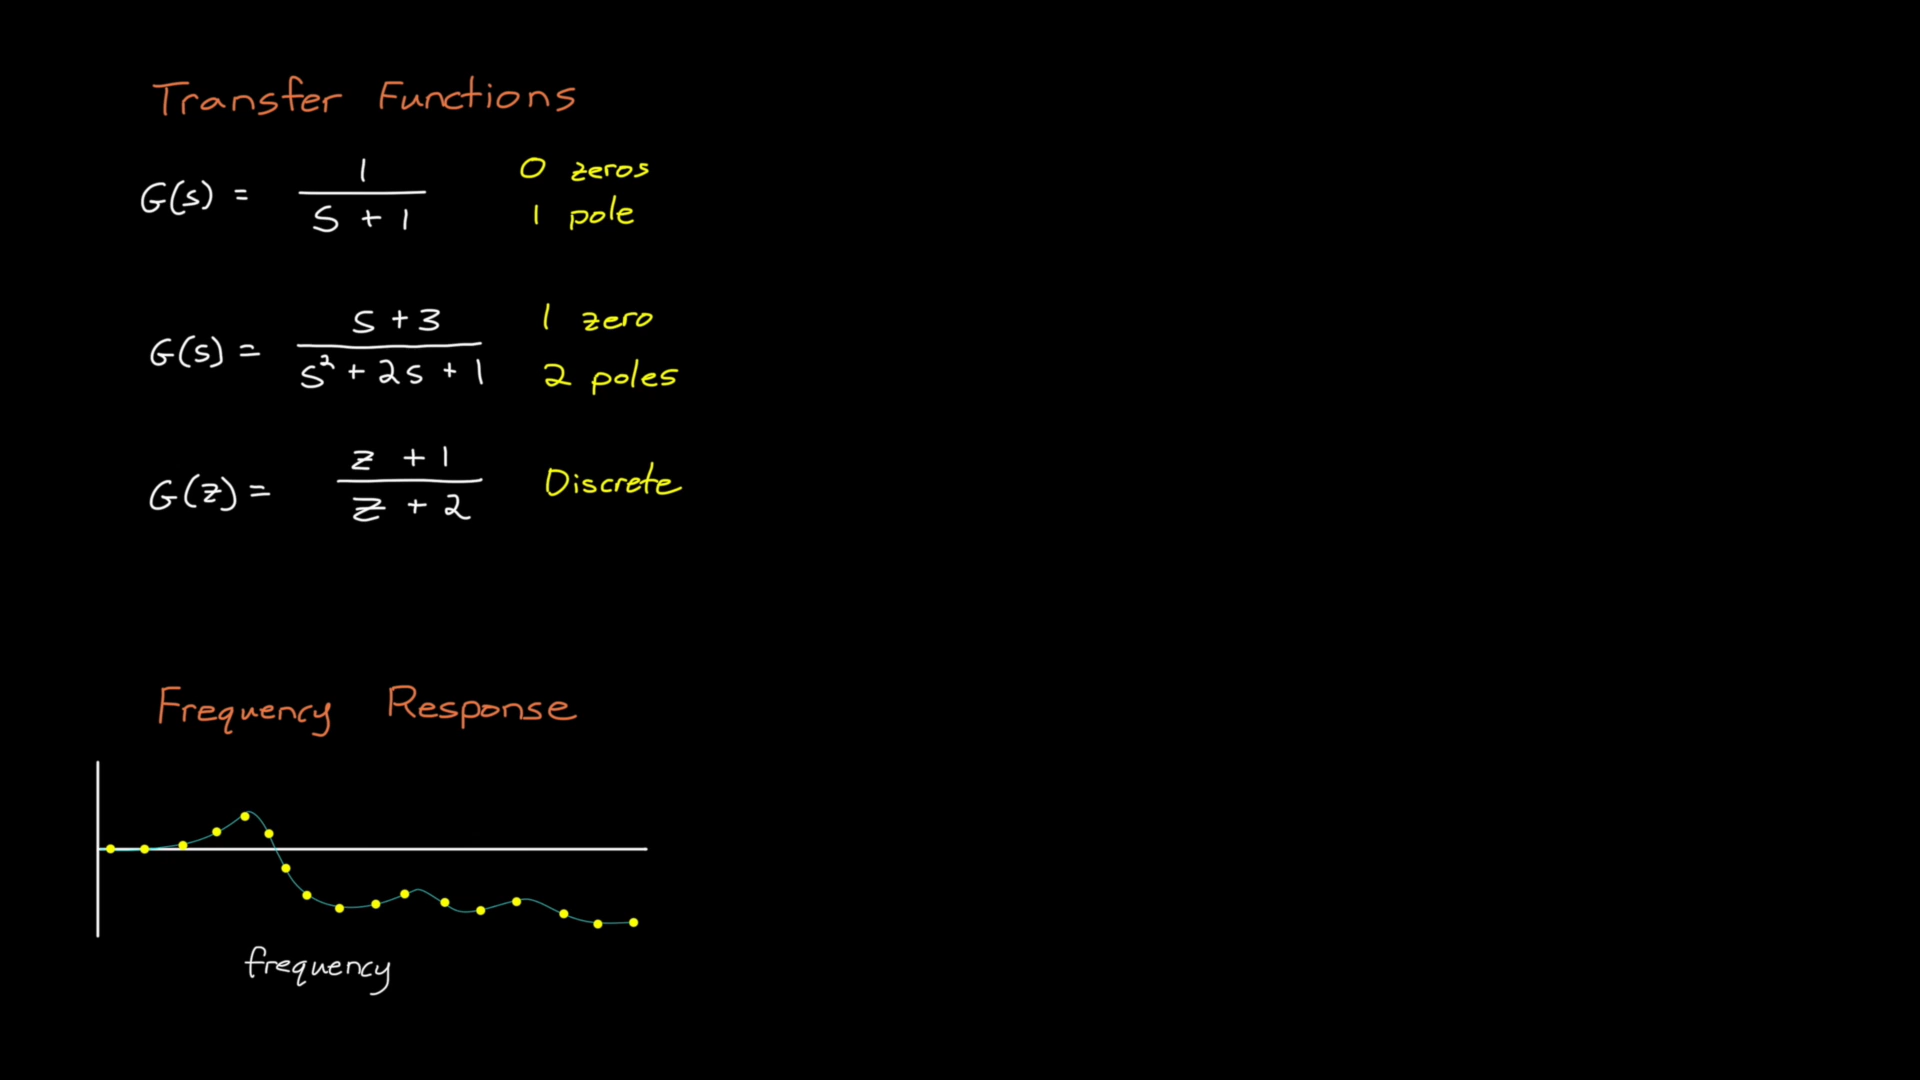 Transfer Functions
G(s) = 1 / (S + 1)
0 zeros
1 pole
G(s) = (S + 3) / (S² + 2S + 1)
1 zero
2 poles
G(z) = (z + 1) / (z + 2)
Discrete
Frequency Response
frequency